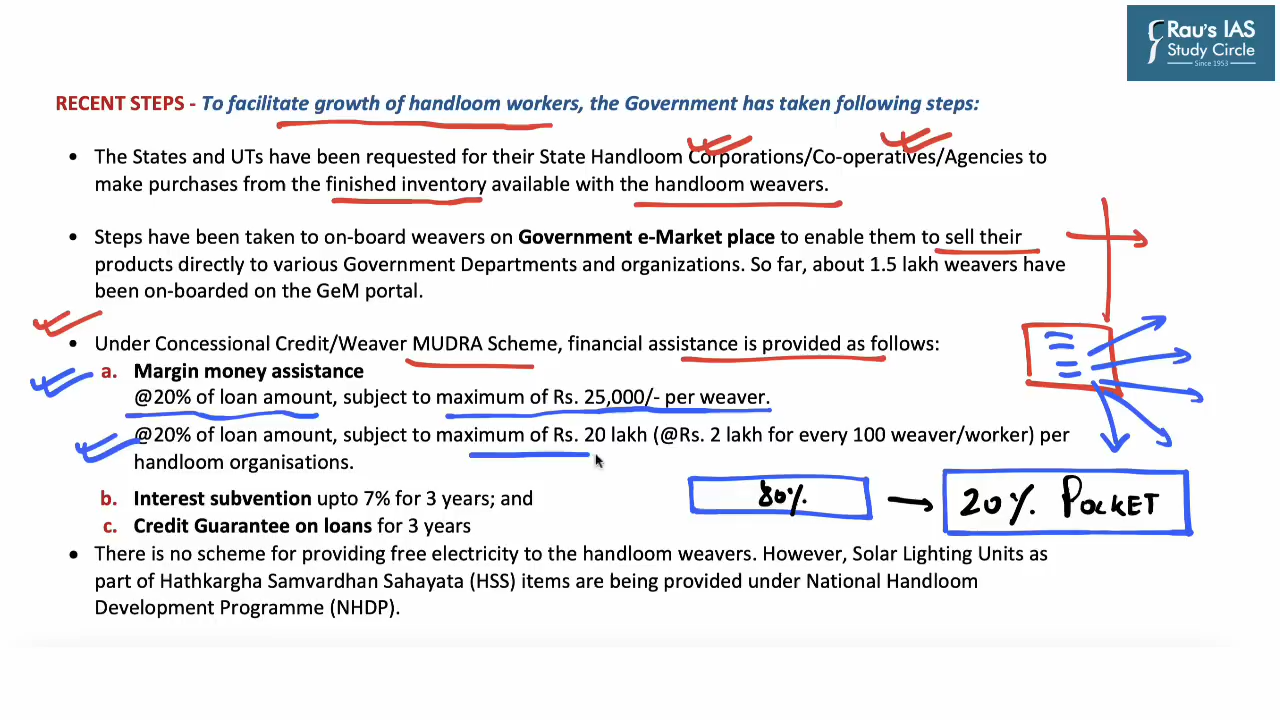 Rau's IAS
Study Circle
Since 1953
RECENT STEPS - To facilitate growth of handloom workers, the Government has taken following steps:
• The States and UTs have been requested for their State Handloom Corporations/Co-operatives/Agencies to
make purchases from the finished inventory available with the handloom weavers.
• Steps have been taken to on-board weavers on Government e-Market place to enable them to sell their
products directly to various Government Departments and organizations. So far, about 1.5 lakh weavers have
been on-boarded on the GeM portal.
• Under Concessional Credit/Weaver MUDRA Scheme, financial assistance is provided as follows:
a. Margin money assistance
@20% of loan amount, subject to maximum of Rs. 25,000/- per weaver.
@20% of loan amount, subject to maximum of Rs. 20 lakh (@Rs. 2 lakh for every 100 weaver/worker) per
handloom organisations.
b. Interest subvention upto 7% for 3 years; and
80%
20% POCKET
c. Credit Guarantee on loans for 3 years
• There is no scheme for providing free electricity to the handloom weavers. However, Solar Lighting Units as
part of Hathkargha Samvardhan Sahayata (HSS) items are being provided under National Handloom
Development Programme (NHDP).